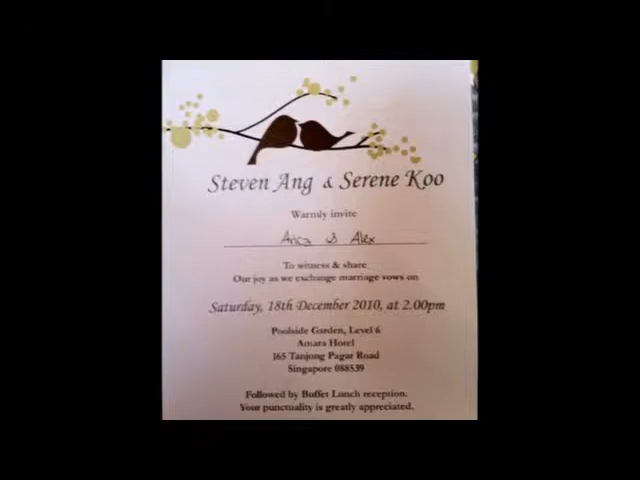 Steven Ang & Serene Koo
Warmly invite
Anca & Alex
To witness & share
Our joy as we exchange marriage vows on
Saturday, 18th December 2010, at 2.00pm
Poolside Garden, Level 6
Amara Hotel
165 Tanjong Pagar Road
Singapore 088539
Followed by Buffet Lunch reception.
Your punctuality is greatly appreciated.